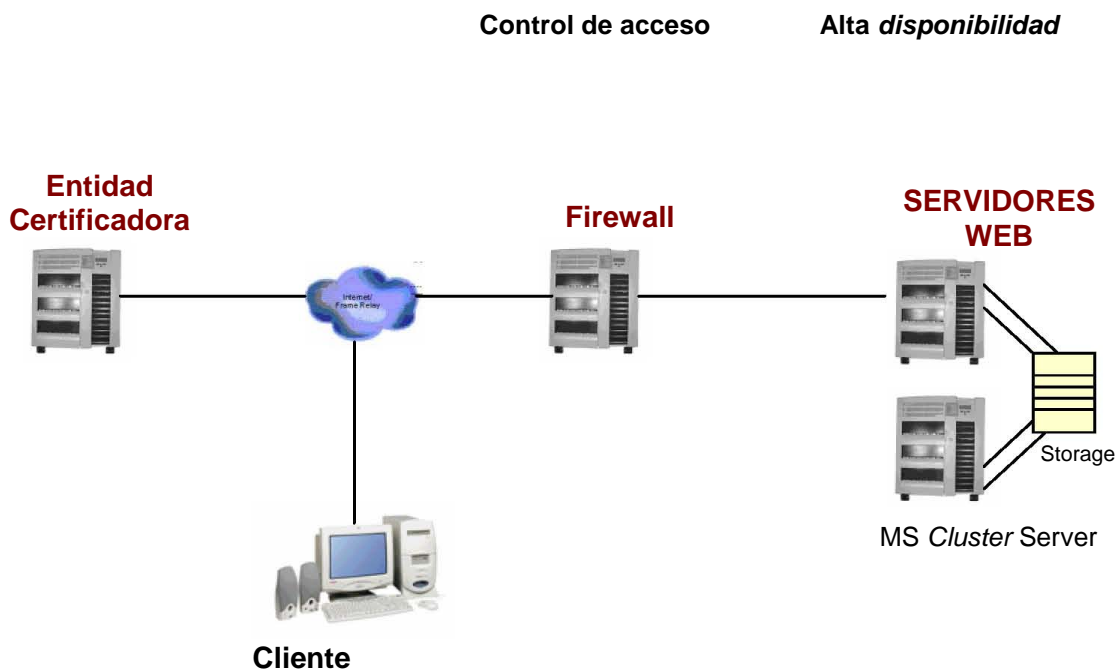 Control de acceso
Alta disponibilidad
Entidad
Certificadora
Firewall
SERVIDORES
WEB
Internet/
Frame Relay
Storage
MS Cluster Server
Cliente